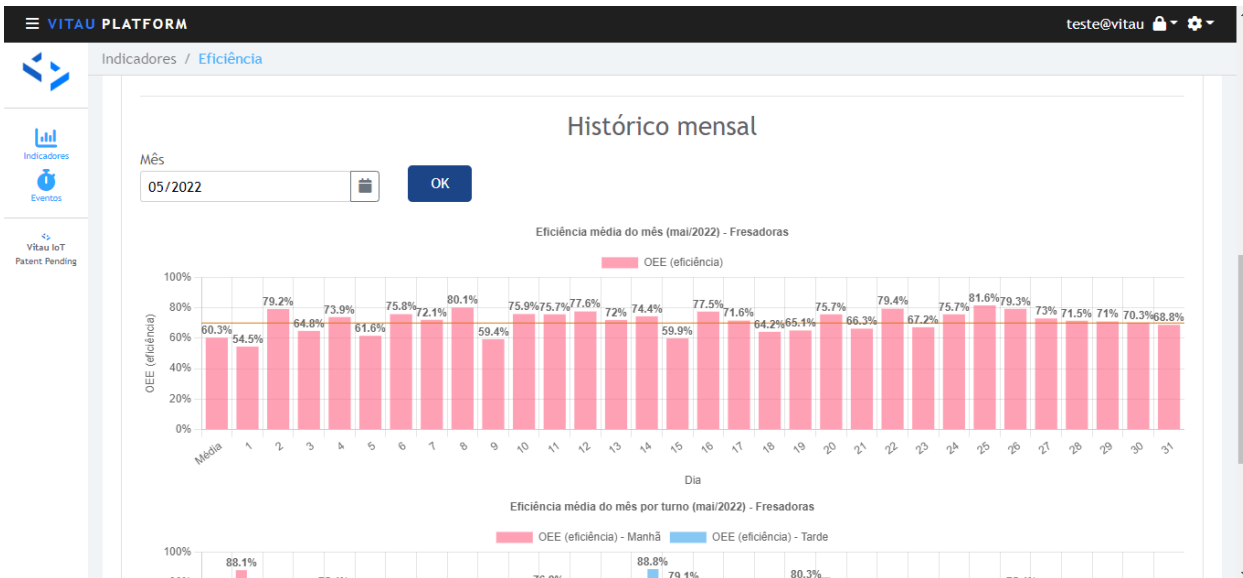 VITAU PLATFORM
teste@vitau
Indicadores / Eficiência
Indicadores
Eventos
Vitau IoT
Patent Pending
Histórico mensal
Mês
05/2022
OK
Eficiência média do mês (mai/2022) - Fresadoras
OEE (eficiência)
OEE (eficiência)
100%
80%
60%
40%
20%
0%
60.3% 54.5% 79.2% 64.8% 73.9% 61.6% 75.8% 72.1% 80.1% 59.4% 75.9% 75.7% 77.6% 72% 74.4% 59.9% 77.5% 71.6% 64.2% 65.1% 75.7% 66.3% 79.4% 67.2% 75.7% 81.6% 79.3% 73% 71.5% 71% 70.3% 68.8%
Média 1 2 3 4 5 6 7 8 9 10 11 12 13 14 15 16 17 18 19 20 21 22 23 24 25 26 27 28 29 30 31
Dia
Eficiência média do mês por turno (mai/2022) - Fresadoras
OEE (eficiência) - Manhã OEE (eficiência) - Tarde
100%
88.1% 88.8% 79.1% 80.3%